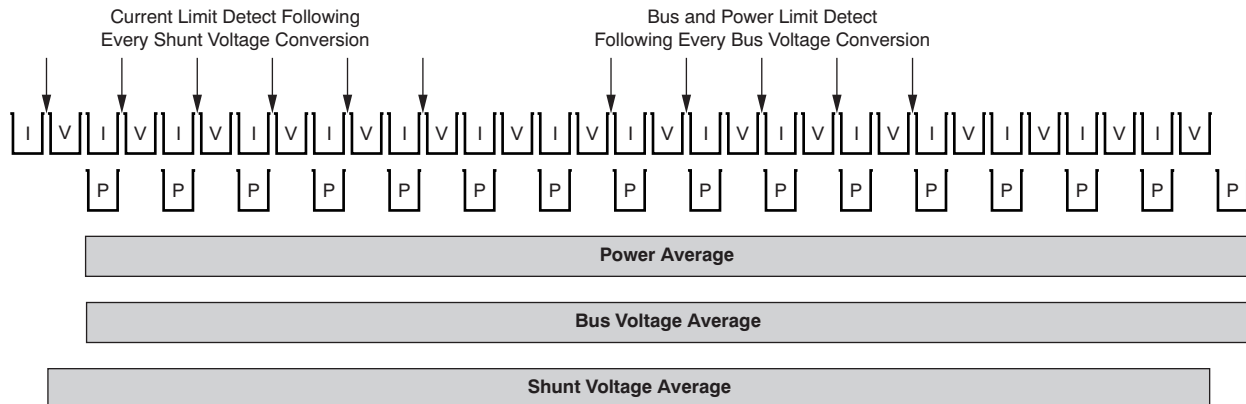 Current Limit Detect Following
Every Shunt Voltage Conversion
Bus and Power Limit Detect
Following Every Bus Voltage Conversion
I V I V I V I V I V I V I V I V I V I V I V I V I V I V I V I V
P P P P P P P P P P P P P P P P
Power Average
Bus Voltage Average
Shunt Voltage Average